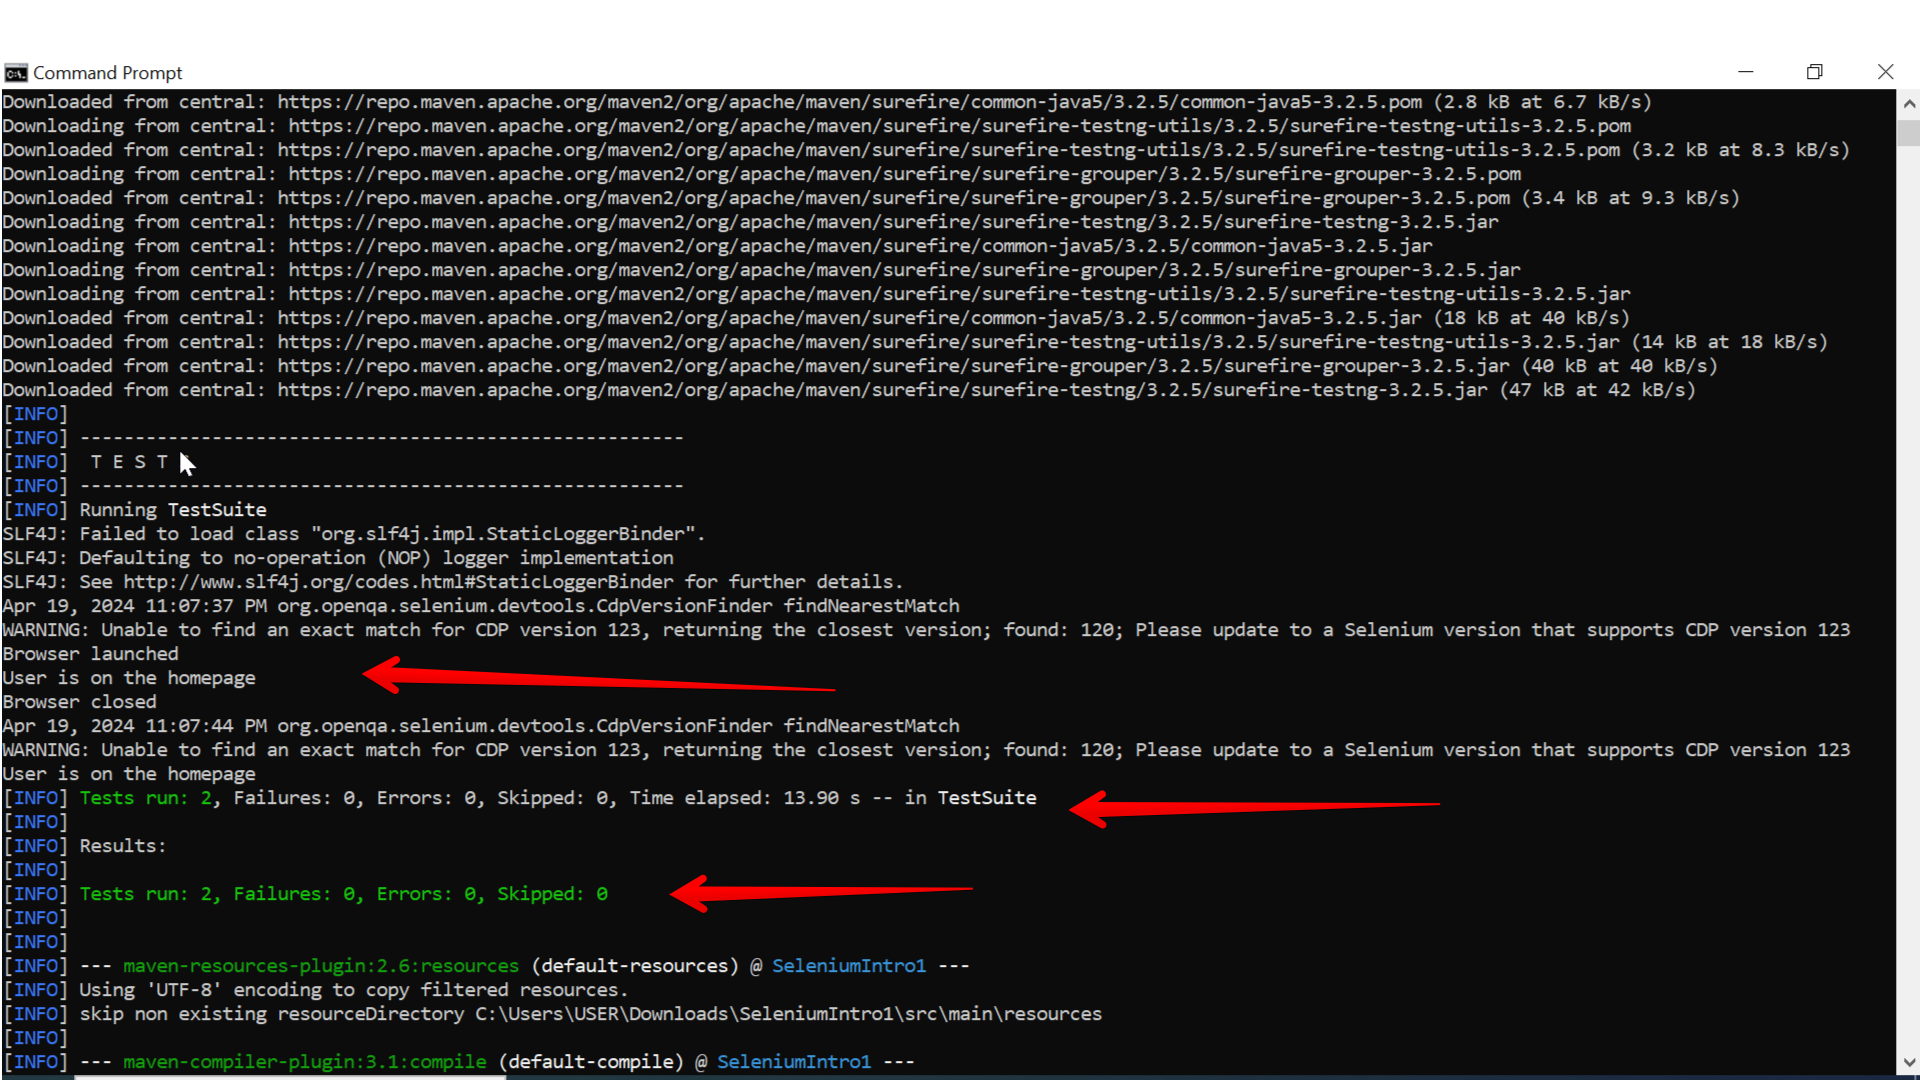 Command Prompt
Downloaded from central: https://repo.maven.apache.org/maven2/org/apache/maven/surefire/common-java5/3.2.5/common-java5-3.2.5.pom (2.8 kB at 6.7 kB/s)
Downloading from central: https://repo.maven.apache.org/maven2/org/apache/maven/surefire/surefire-testng-utils/3.2.5/surefire-testng-utils-3.2.5.pom
Downloaded from central: https://repo.maven.apache.org/maven2/org/apache/maven/surefire/surefire-testng-utils/3.2.5/surefire-testng-utils-3.2.5.pom (3.2 kB at 8.3 kB/s)
Downloading from central: https://repo.maven.apache.org/maven2/org/apache/maven/surefire/surefire-grouper/3.2.5/surefire-grouper-3.2.5.pom
Downloaded from central: https://repo.maven.apache.org/maven2/org/apache/maven/surefire/surefire-grouper/3.2.5/surefire-grouper-3.2.5.pom (3.4 kB at 9.3 kB/s)
Downloading from central: https://repo.maven.apache.org/maven2/org/apache/maven/surefire/surefire-testng/3.2.5/surefire-testng-3.2.5.jar
Downloading from central: https://repo.maven.apache.org/maven2/org/apache/maven/surefire/common-java5/3.2.5/common-java5-3.2.5.jar
Downloading from central: https://repo.maven.apache.org/maven2/org/apache/maven/surefire/surefire-grouper/3.2.5/surefire-grouper-3.2.5.jar
Downloading from central: https://repo.maven.apache.org/maven2/org/apache/maven/surefire/surefire-testng-utils/3.2.5/surefire-testng-utils-3.2.5.jar
Downloaded from central: https://repo.maven.apache.org/maven2/org/apache/maven/surefire/common-java5/3.2.5/common-java5-3.2.5.jar (18 kB at 40 kB/s)
Downloaded from central: https://repo.maven.apache.org/maven2/org/apache/maven/surefire/surefire-testng-utils/3.2.5/surefire-testng-utils-3.2.5.jar (14 kB at 18 kB/s)
Downloaded from central: https://repo.maven.apache.org/maven2/org/apache/maven/surefire/surefire-grouper/3.2.5/surefire-grouper-3.2.5.jar (40 kB at 40 kB/s)
Downloaded from central: https://repo.maven.apache.org/maven2/org/apache/maven/surefire/surefire-testng/3.2.5/surefire-testng-3.2.5.jar (47 kB at 42 kB/s)
[INFO]
[INFO] -------------------------------------------------------
[INFO]  T E S T
[INFO] -------------------------------------------------------
[INFO] Running TestSuite
SLF4J: Failed to load class "org.slf4j.impl.StaticLoggerBinder".
SLF4J: Defaulting to no-operation (NOP) logger implementation
SLF4J: See http://www.slf4j.org/codes.html#StaticLoggerBinder for further details.
Apr 19, 2024 11:07:37 PM org.openqa.selenium.devtools.CdpVersionFinder findNearestMatch
WARNING: Unable to find an exact match for CDP version 123, returning the closest version; found: 120; Please update to a Selenium version that supports CDP version 123
Browser launched
User is on the homepage
Browser closed
Apr 19, 2024 11:07:44 PM org.openqa.selenium.devtools.CdpVersionFinder findNearestMatch
WARNING: Unable to find an exact match for CDP version 123, returning the closest version; found: 120; Please update to a Selenium version that supports CDP version 123
User is on the homepage
[INFO] Tests run: 2, Failures: 0, Errors: 0, Skipped: 0, Time elapsed: 13.90 s -- in TestSuite
[INFO]
[INFO] Results:
[INFO]
[INFO] Tests run: 2, Failures: 0, Errors: 0, Skipped: 0
[INFO]
[INFO]
[INFO] --- maven-resources-plugin:2.6:resources (default-resources) @ SeleniumIntro1 ---
[INFO] Using 'UTF-8' encoding to copy filtered resources.
[INFO] skip non existing resourceDirectory C:\Users\USER\Downloads\SeleniumIntro1\src\main\resources
[INFO]
[INFO] --- maven-compiler-plugin:3.1:compile (default-compile) @ SeleniumIntro1 ---